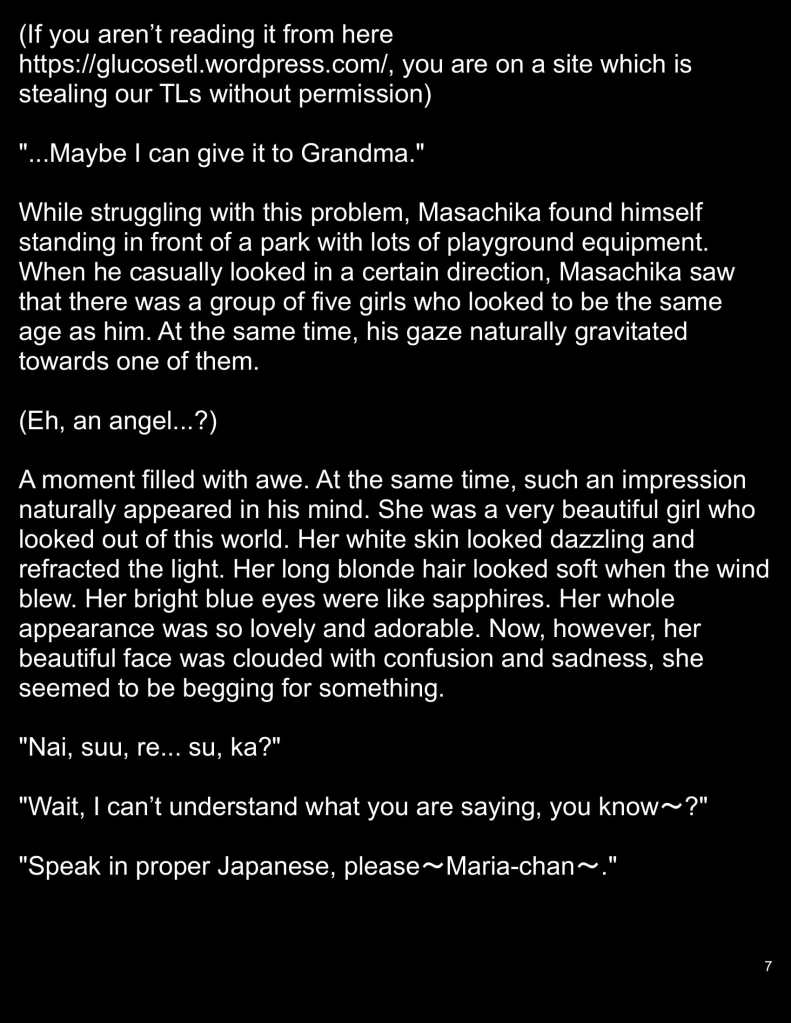 (If you aren’t reading it from here
https://glucosetl.wordpress.com/, you are on a site which is
stealing our TLs without permission)
"...Maybe I can give it to Grandma."
While struggling with this problem, Masachika found himself
standing in front of a park with lots of playground equipment.
When he casually looked in a certain direction, Masachika saw
that there was a group of five girls who looked to be the same
age as him. At the same time, his gaze naturally gravitated
towards one of them.
(Eh, an angel...?)
A moment filled with awe. At the same time, such an impression
naturally appeared in his mind. She was a very beautiful girl who
looked out of this world. Her white skin looked dazzling and
refracted the light. Her long blonde hair looked soft when the wind
blew. Her bright blue eyes were like sapphires. Her whole
appearance was so lovely and adorable. Now, however, her
beautiful face was clouded with confusion and sadness, she
seemed to be begging for something.
"Nai, suu, re... su, ka?"
"Wait, I can’t understand what you are saying, you know〜?"
"Speak in proper Japanese, please〜Maria-chan〜."
7